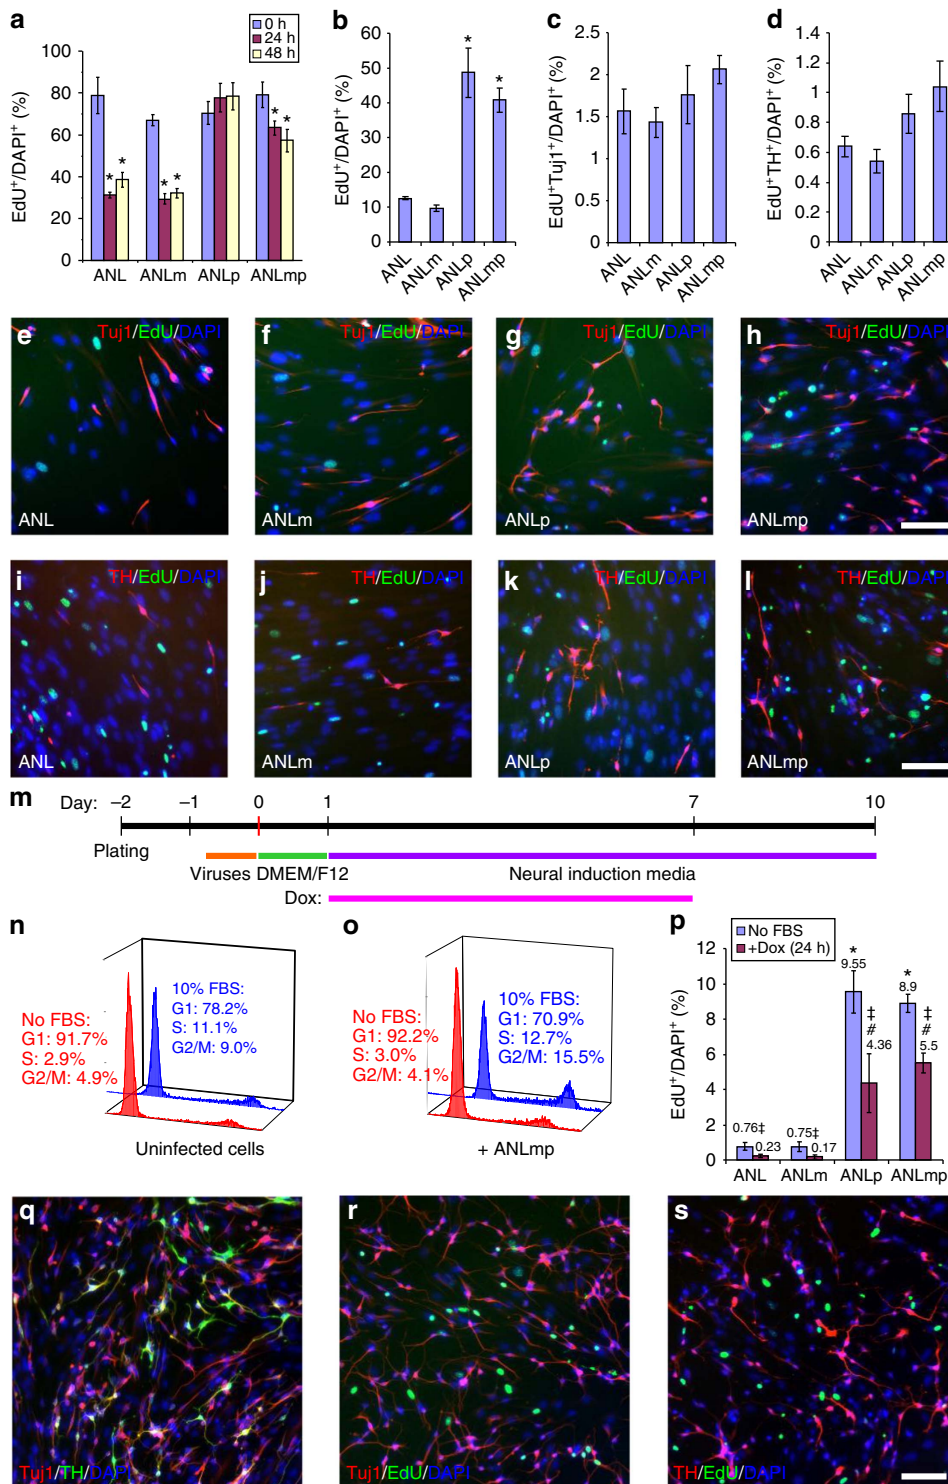 a
0 h
24 h
48 h
EdU⁺/DAPI⁺ (%)
100
80
60
40
20
0
* * * * * *
ANL ANLm ANLp ANLmp
b
EdU⁺/DAPI⁺ (%)
60
50
40
30
20
10
0
* *
ANL ANLm ANLp ANLmp
c
EdU⁺Tuj1⁺/DAPI⁺ (%)
2.5
2
1.5
1
0.5
0
ANL ANLm ANLp ANLmp
d
EdU⁺TH⁺/DAPI⁺ (%)
1.4
1.2
1
0.8
0.6
0.4
0.2
0
ANL ANLm ANLp ANLmp
e
Tuj1/EdU/DAPI
ANL
f
Tuj1/EdU/DAPI
ANLm
g
Tuj1/EdU/DAPI
ANLp
h
Tuj1/EdU/DAPI
ANLmp
i
TH/EdU/DAPI
ANL
j
TH/EdU/DAPI
ANLm
k
TH/EdU/DAPI
ANLp
l
TH/EdU/DAPI
ANLmp
m
Day: –2 –1 0 1 7 10
Plating
Viruses DMEM/F12 Neural induction media
Dox:
n
No FBS:
G1: 91.7%
S: 2.9%
G2/M: 4.9%
10% FBS:
G1: 78.2%
S: 11.1%
G2/M: 9.0%
Uninfected cells
o
No FBS:
G1: 92.2%
S: 3.0%
G2/M: 4.1%
10% FBS:
G1: 70.9%
S: 12.7%
G2/M: 15.5%
+ ANLmp
p
No FBS
+Dox (24 h)
EdU⁺/DAPI⁺ (%)
12
10
8
6
4
2
0
0.76‡
0.23
0.75‡
0.17
*
9.55
‡
#
4.36
*
8.9
‡
#
5.5
ANL ANLm ANLp ANLmp
q
Tuj1/TH/DAPI
r
Tuj1/EdU/DAPI
s
TH/EdU/DAPI